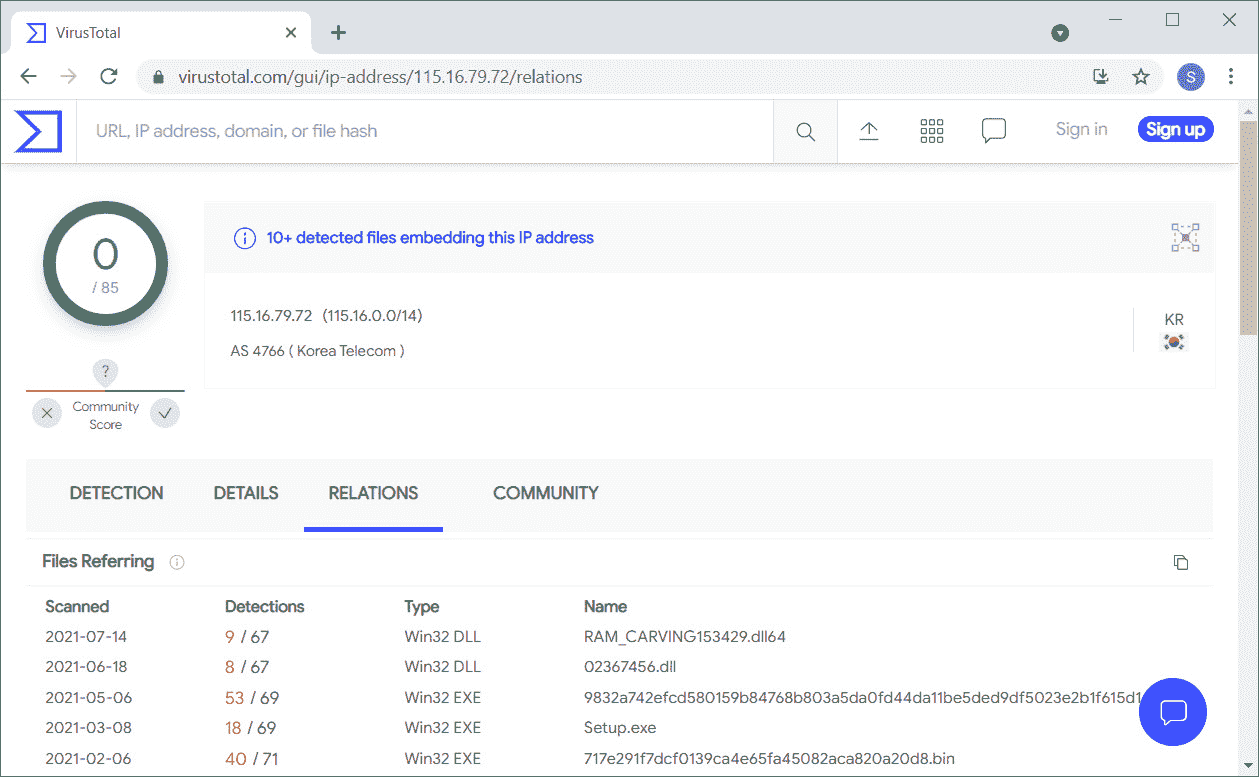 VirusTotal
virustotal.com/gui/ip-address/115.16.79.72/relations
S
URL, IP address, domain, or file hash
Sign in
Sign up
0
/ 85
10+ detected files embedding this IP address
115.16.79.72 (115.16.0.0/14)
KR
AS 4766 ( Korea Telecom )
?
Community
Score
DETECTION DETAILS RELATIONS COMMUNITY
Files Referring
Scanned Detections Type Name
2021-07-14 9 / 67 Win32 DLL RAM_CARVING153429.dll64
2021-06-18 8 / 67 Win32 DLL 02367456.dll
2021-05-06 53 / 69 Win32 EXE 9832a742efcd580159b84768b803a5da0fd44da11be5ded9df5023e2b1f615d1
2021-03-08 18 / 69 Win32 EXE Setup.exe
2021-02-06 40 / 71 Win32 EXE 717e291f7dcf0139ca4e65fa45082aca820a20d8.bin